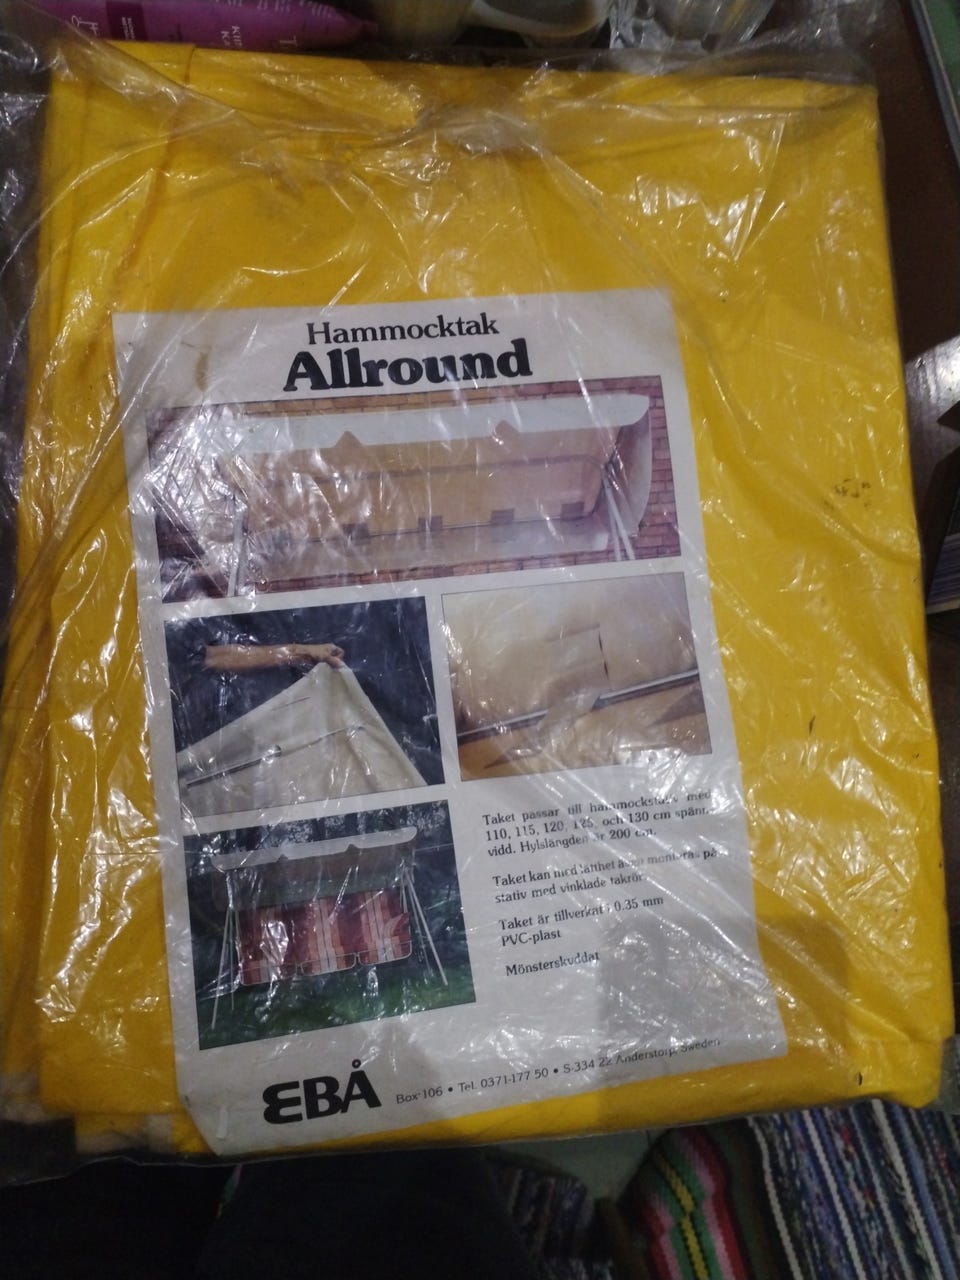 Hammocktak
Allround
Taket passar till hammockstativ med
110, 115, 120, 125, och 130 cm spänn-
vidd. Hylslängden är 200 cm.
Taket kan med lätthet även monteras på
stativ med vinklade takrör.
Taket är tillverkat i 0.35 mm
PVC-plast
Mönsterskyddat
EBÅ
Box 106 • Tel. 0371-177 50 • S-334 22 Anderstorp, Sweden